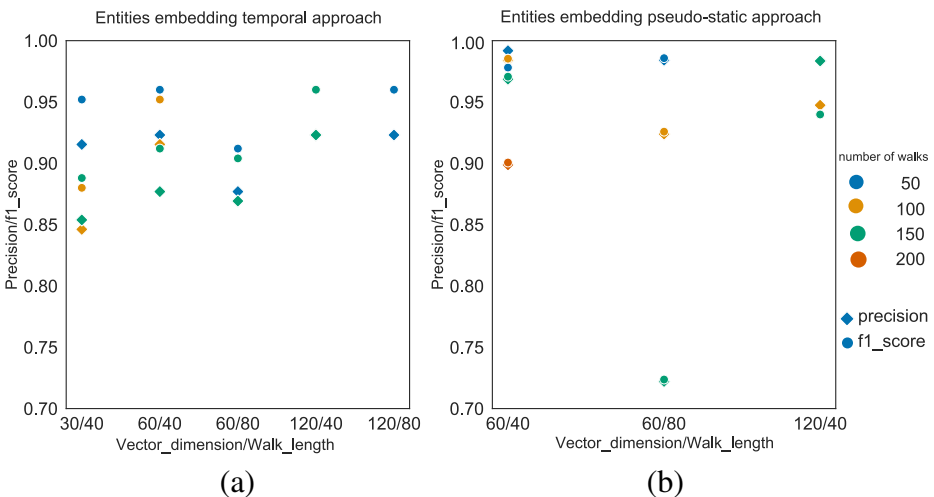 Entities embedding temporal approach
1.00
0.95
0.90
0.85
0.80
0.75
0.70
Precision/f1_score
30/40 60/40 60/80 120/40 120/80
Vector_dimension/Walk_length
(a)
Entities embedding pseudo-static approach
1.00
0.95
0.90
0.85
0.80
0.75
0.70
Precision/f1_score
60/40 60/80 120/40
Vector_dimension/Walk_length
(b)
number of walks
50
100
150
200
precision
f1_score